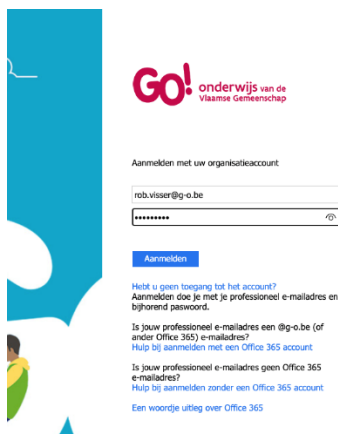 GO! onderwijs van de
Vlaamse Gemeenschap
Aanmelden met uw organisatieaccount
rob.visser@g-o.be
•••••••••
Aanmelden
Hebt u geen toegang tot het account?
Aanmelden doe je met je professioneel e-mailadres en
bijhorend paswoord.
Is jouw professioneel e-mailadres een @g-o.be (of
ander Office 365) e-mailadres?
Hulp bij aanmelden met een Office 365 account
Is jouw professioneel e-mailadres geen Office 365
e-mailadres?
Hulp bij aanmelden zonder een Office 365 account
Een woordje uitleg over Office 365